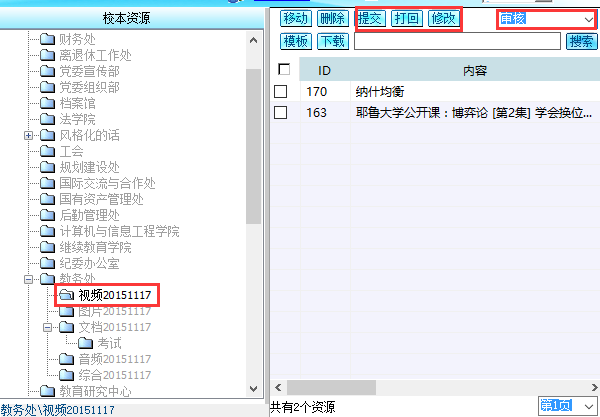 校本资源
财务处
离退休工作处
党委宣传部
党委组织部
档案馆
法学院
风格化的话
工会
规划建设处
国际交流与合作处
国有资产管理处
后勤管理处
计算机与信息工程学院
继续教育学院
纪委办公室
教务处
视频20151117
图片20151117
文档20151117
考试
音频20151117
综合20151117
教育研究中心
教务处\视频20151117
移动 删除 提交 打回 修改 审核
模板 下载 搜索
ID 内容
170 纳什均衡
163 耶鲁大学公开课：博弈论 [第2集] 学会换位...
共有2个资源 第1页